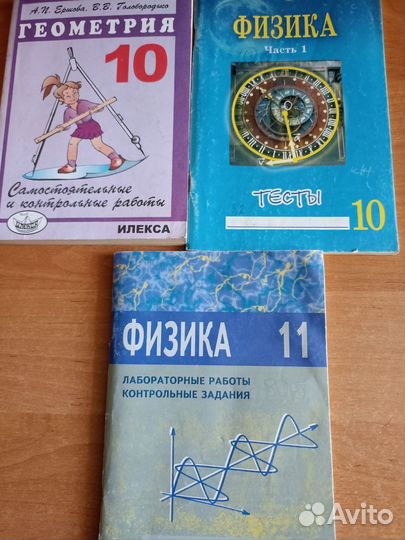 А.П. Ершова, В.В. Голобородько
ГЕОМЕТРИЯ
10
Самостоятельные
и контрольные работы
ИЛЕКСА
ФИЗИКА
Часть 1
ТЕСТЫ
10
ФИЗИКА 11
ЛАБОРАТОРНЫЕ РАБОТЫ
КОНТРОЛЬНЫЕ ЗАДАНИЯ
Avito